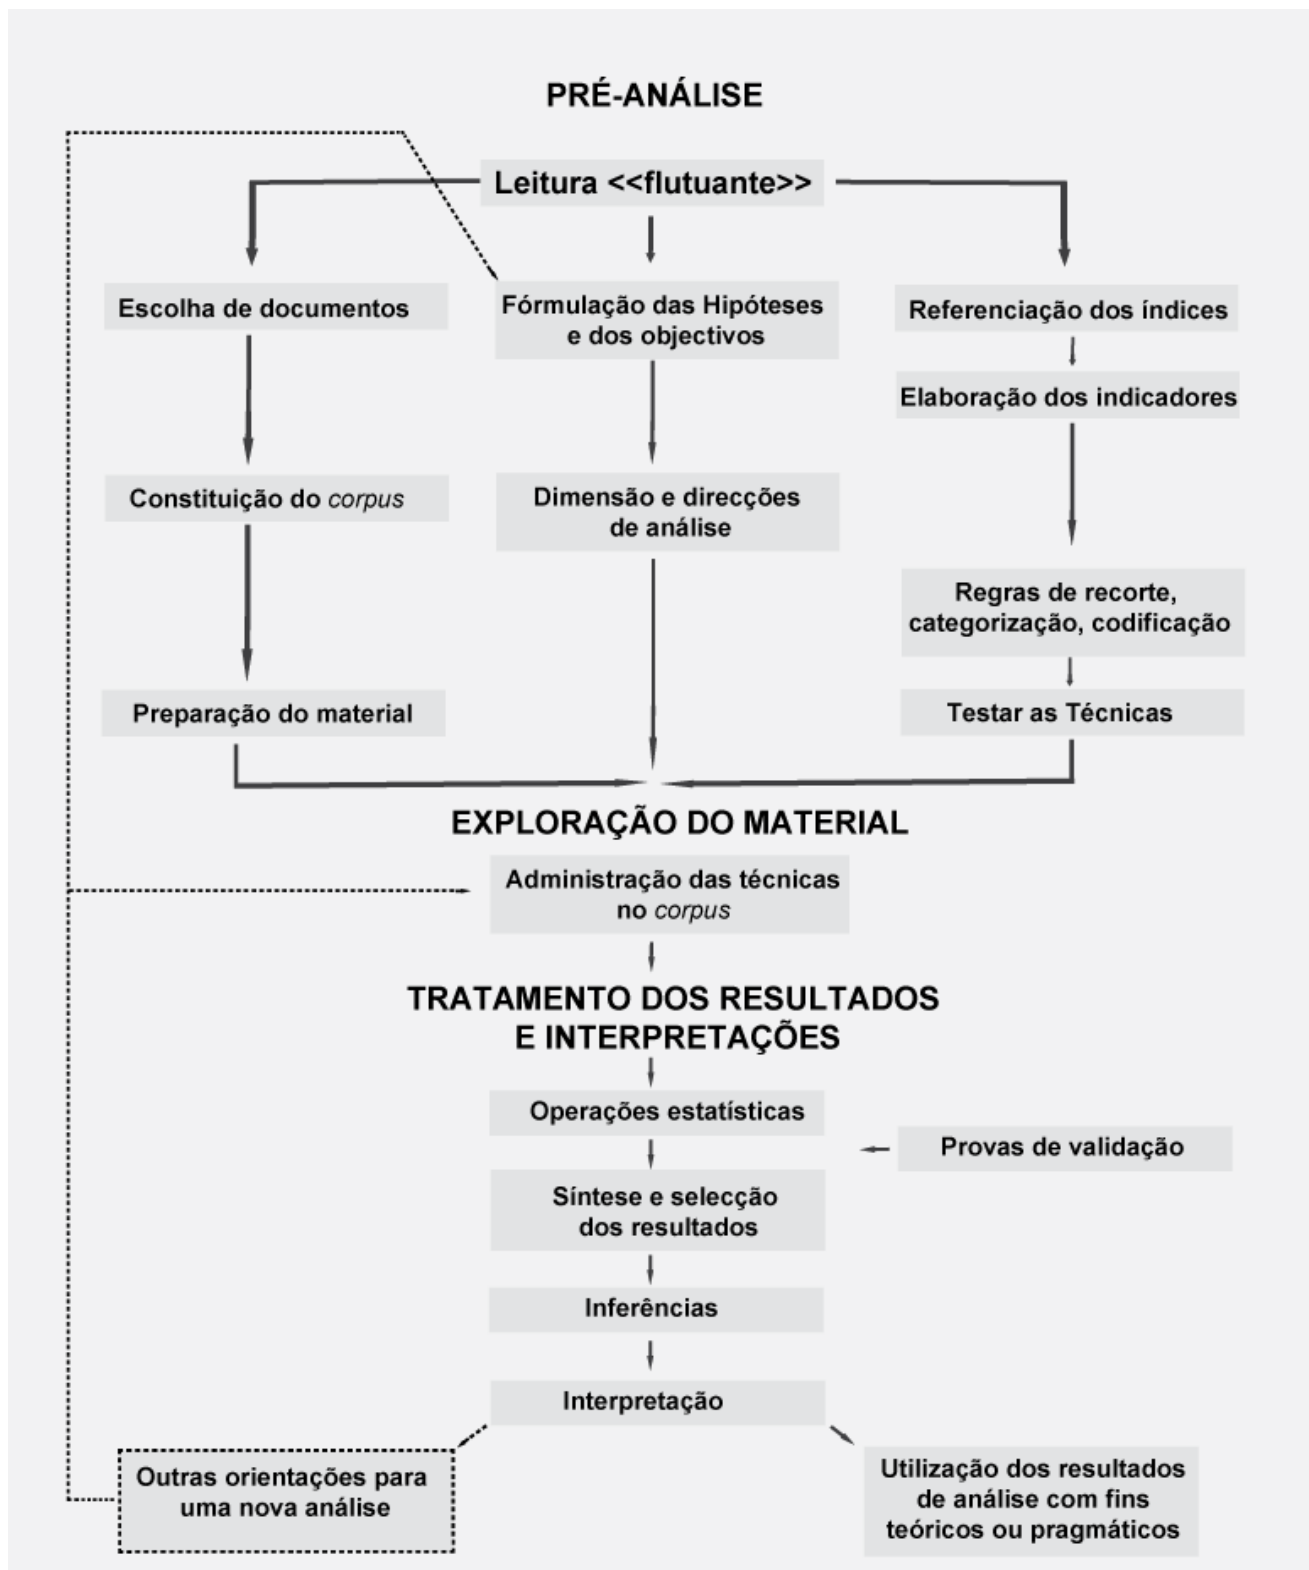 PRÉ-ANÁLISE
Leitura <<flutuante>>
Escolha de documentos
Fórmulação das Hipóteses
e dos objectivos
Referenciação dos índices
Elaboração dos indicadores
Constituição do corpus
Dimensão e direcções
de análise
Regras de recorte,
categorização, codificação
Preparação do material
Testar as Técnicas
EXPLORAÇÃO DO MATERIAL
Administração das técnicas
no corpus
TRATAMENTO DOS RESULTADOS
E INTERPRETAÇÕES
Operações estatísticas
Provas de validação
Síntese e selecção
dos resultados
Inferências
Interpretação
Outras orientações para
uma nova análise
Utilização dos resultados
de análise com fins
teóricos ou pragmáticos